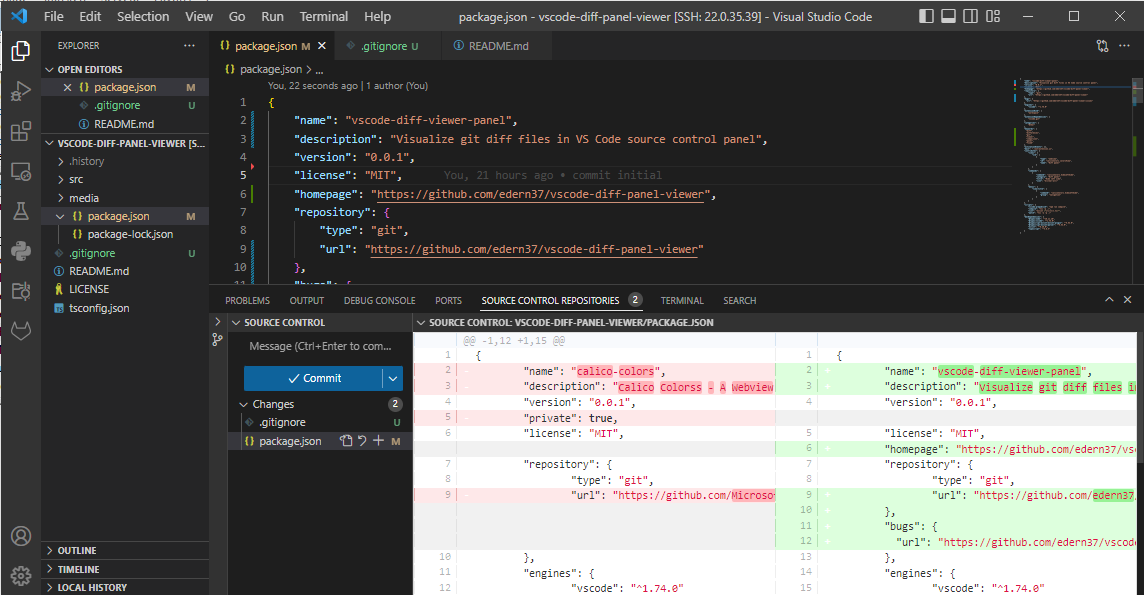 File Edit Selection View Go Run Terminal Help package.json - vscode-diff-panel-viewer [SSH: 22.0.35.39] - Visual Studio Code
EXPLORER
OPEN EDITORS
package.json M
.gitignore U
README.md
VSCODE-DIFF-PANEL-VIEWER [S...
.history
src
media
package.json M
package-lock.json
.gitignore U
README.md
LICENSE
tsconfig.json
OUTLINE
TIMELINE
LOCAL HISTORY
package.json M .gitignore U README.md
package.json > ...
You, 22 seconds ago | 1 author (You)
1 {
2 "name": "vscode-diff-viewer-panel",
3 "description": "Visualize git diff files in VS Code source control panel",
4 "version": "0.0.1",
5 "license": "MIT", You, 21 hours ago • commit initial
6 "homepage": "https://github.com/edern37/vscode-diff-panel-viewer",
7 "repository": {
8 "type": "git",
9 "url": "https://github.com/edern37/vscode-diff-panel-viewer"
10 },
11 "bugs": {
PROBLEMS OUTPUT DEBUG CONSOLE PORTS SOURCE CONTROL REPOSITORIES 2 TERMINAL SEARCH
SOURCE CONTROL
Message (Ctrl+Enter to com...
Commit
Changes 2
.gitignore U
package.json M
SOURCE CONTROL: VSCODE-DIFF-PANEL-VIEWER/PACKAGE.JSON
@@ -1,12 +1,15 @@
1 {
2 - "name": "calico-colors",
3 - "description": "Calico Colorss - A Webview
4 "version": "0.0.1",
5 - "private": true,
6 "license": "MIT",
7 "repository": {
8 "type": "git",
9 - "url": "https://github.com/Microso
10 },
11 "engines": {
12 "vscode": "^1.74.0"
1 {
2 + "name": "vscode-diff-viewer-panel",
3 + "description": "Visualize git diff files i
4 "version": "0.0.1",
5 "license": "MIT",
6 + "homepage": "https://github.com/edern37/vs
7 "repository": {
8 "type": "git",
9 + "url": "https://github.com/edern37
10 + },
11 + "bugs": {
12 + "url": "https://github.com/edern37/vscode
13 },
14 "engines": {
15 "vscode": "^1.74.0"